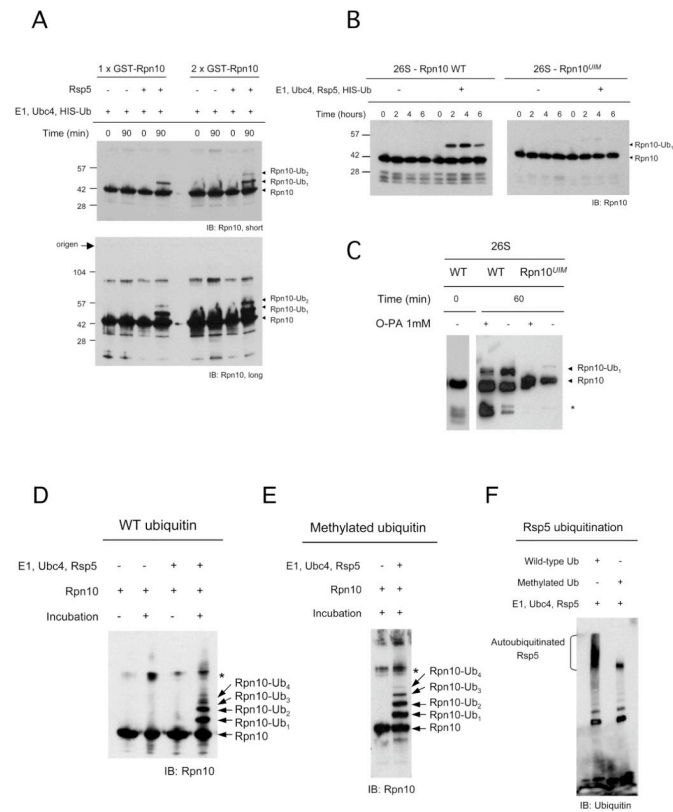 A
1 x GST-Rpn10 2 x GST-Rpn10
Rsp5 - - + + - - + +
E1, Ubc4, HIS-Ub + + + + + + + +
Time (min) 0 90 0 90 0 90 0 90
57
42
28
Rpn10-Ub2
Rpn10-Ub1
Rpn10
IB: Rpn10, short
origen
104
57
42
28
Rpn10-Ub2
Rpn10-Ub1
Rpn10
IB: Rpn10, long
B
26S - Rpn10 WT 26S - Rpn10UIM
E1, Ubc4, Rsp5, HIS-Ub - + - +
Time (hours) 0 2 4 6 0 2 4 6 0 2 4 6 0 2 4 6
57
42
28
Rpn10-Ub1
Rpn10
IB: Rpn10
C
26S
WT WT Rpn10UIM
Time (min) 0 60
O-PA 1mM - + - + -
Rpn10-Ub1
Rpn10
*
D
WT ubiquitin
E1, Ubc4, Rsp5 - - + +
Rpn10 + + + +
Incubation - + - +
*
Rpn10-Ub4
Rpn10-Ub3
Rpn10-Ub2
Rpn10-Ub1
Rpn10
IB: Rpn10
E
Methylated ubiquitin
E1, Ubc4, Rsp5 - +
Rpn10 + +
Incubation + +
*
Rpn10-Ub4
Rpn10-Ub3
Rpn10-Ub2
Rpn10-Ub1
Rpn10
IB: Rpn10
F
Rsp5 ubiquitination
Wild-type Ub + -
Methylated Ub - +
E1, Ubc4, Rsp5 + +
Autoubiquitinated
Rsp5
IB: Ubiquitin